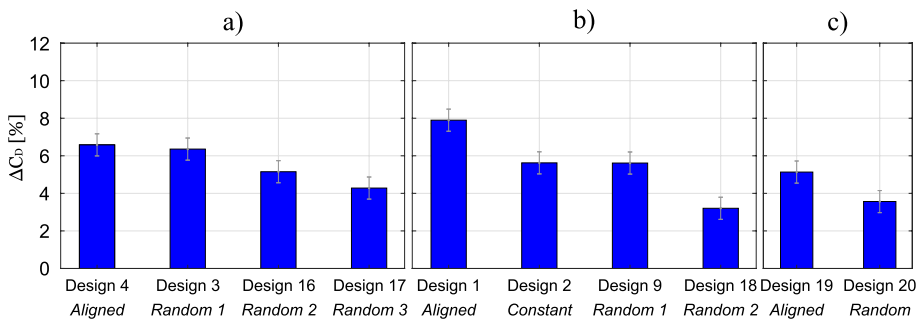 a) b) c)
ΔC_D [%]
12
10
8
6
4
2
0
Design 4 Design 3 Design 16 Design 17 Design 1 Design 2 Design 9 Design 18 Design 19 Design 20
Aligned Random 1 Random 2 Random 3 Aligned Constant Random 1 Random 2 Aligned Random